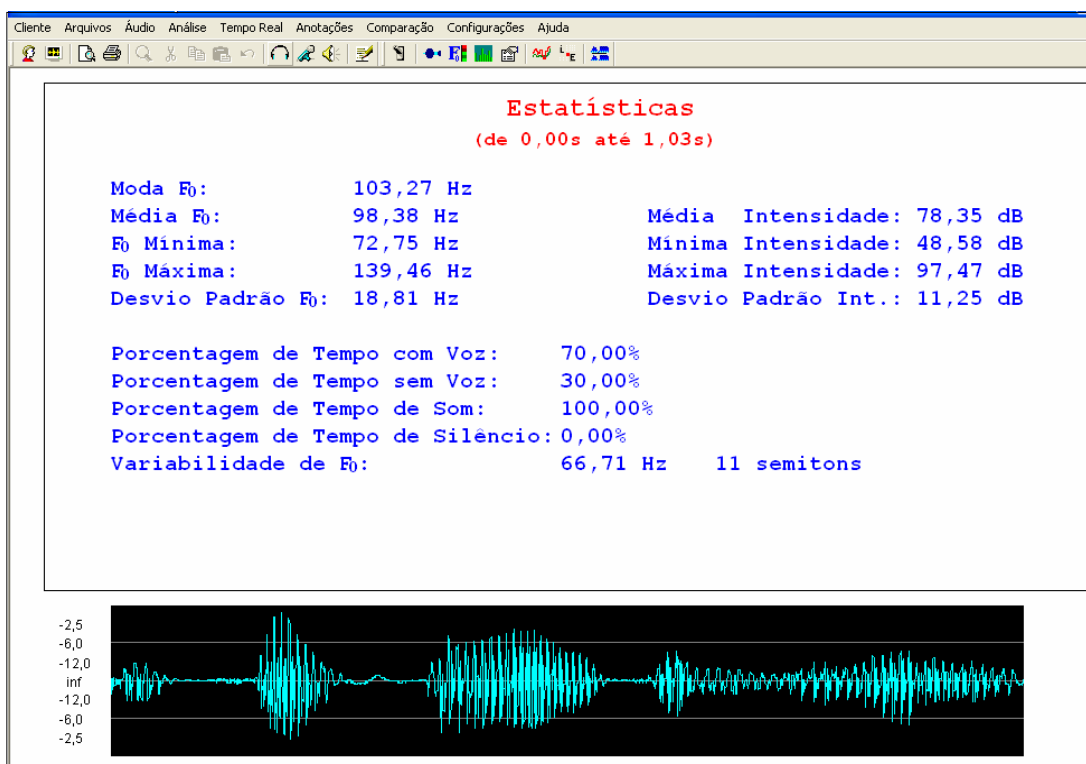 Cliente Arquivos Áudio Análise Tempo Real Anotações Comparação Configurações Ajuda
Estatísticas
(de 0,00s até 1,03s)
Moda F0: 103,27 Hz
Média F0: 98,38 Hz Média Intensidade: 78,35 dB
F0 Mínima: 72,75 Hz Mínima Intensidade: 48,58 dB
F0 Máxima: 139,46 Hz Máxima Intensidade: 97,47 dB
Desvio Padrão F0: 18,81 Hz Desvio Padrão Int.: 11,25 dB
Porcentagem de Tempo com Voz: 70,00%
Porcentagem de Tempo sem Voz: 30,00%
Porcentagem de Tempo de Som: 100,00%
Porcentagem de Tempo de Silêncio: 0,00%
Variabilidade de F0: 66,71 Hz 11 semitons
-2,5
-6,0
-12,0
inf
-12,0
-6,0
-2,5